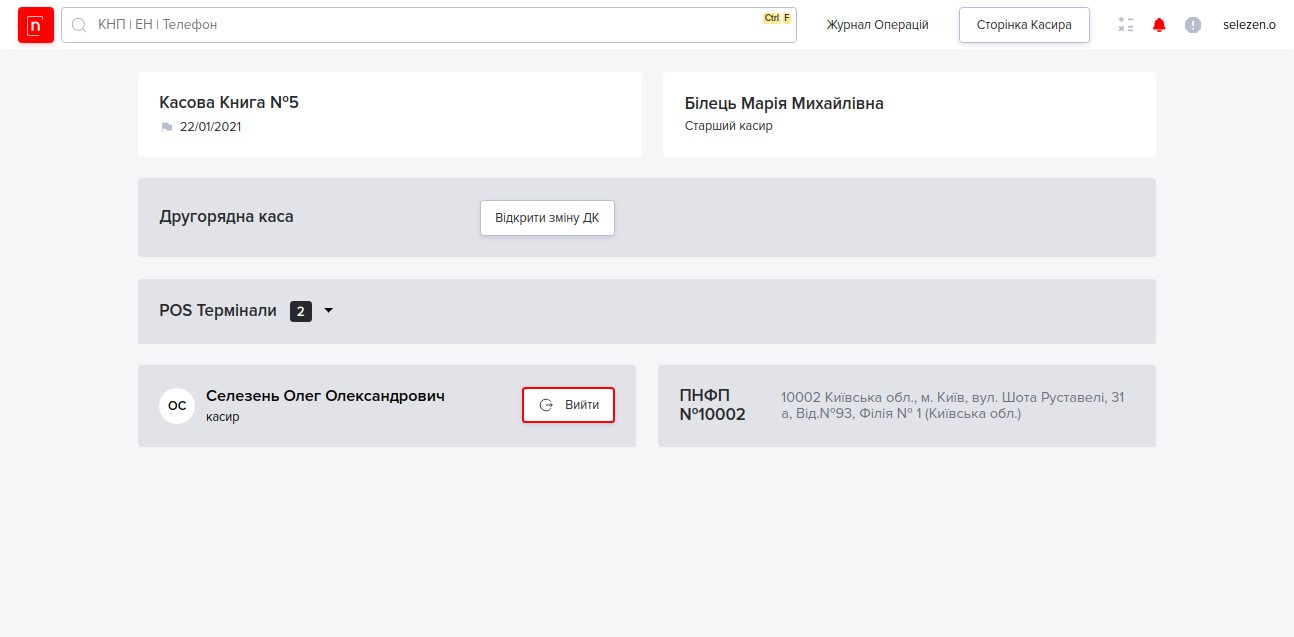 n
КНП | ЕН | Телефон
Ctrl F
Журнал Операцій
Сторінка Касира
selezen.o
Касова Книга №5
22/01/2021
Білець Марія Михайлівна
Старший касир
Другорядна каса
Відкрити зміну ДК
POS Термінали 2
ОС
Селезень Олег Олександрович
касир
Вийти
ПНФП
№10002
10002 Київська обл., м. Київ, вул. Шота Руставелі, 31
а, Від.№93, Філія № 1 (Київська обл.)